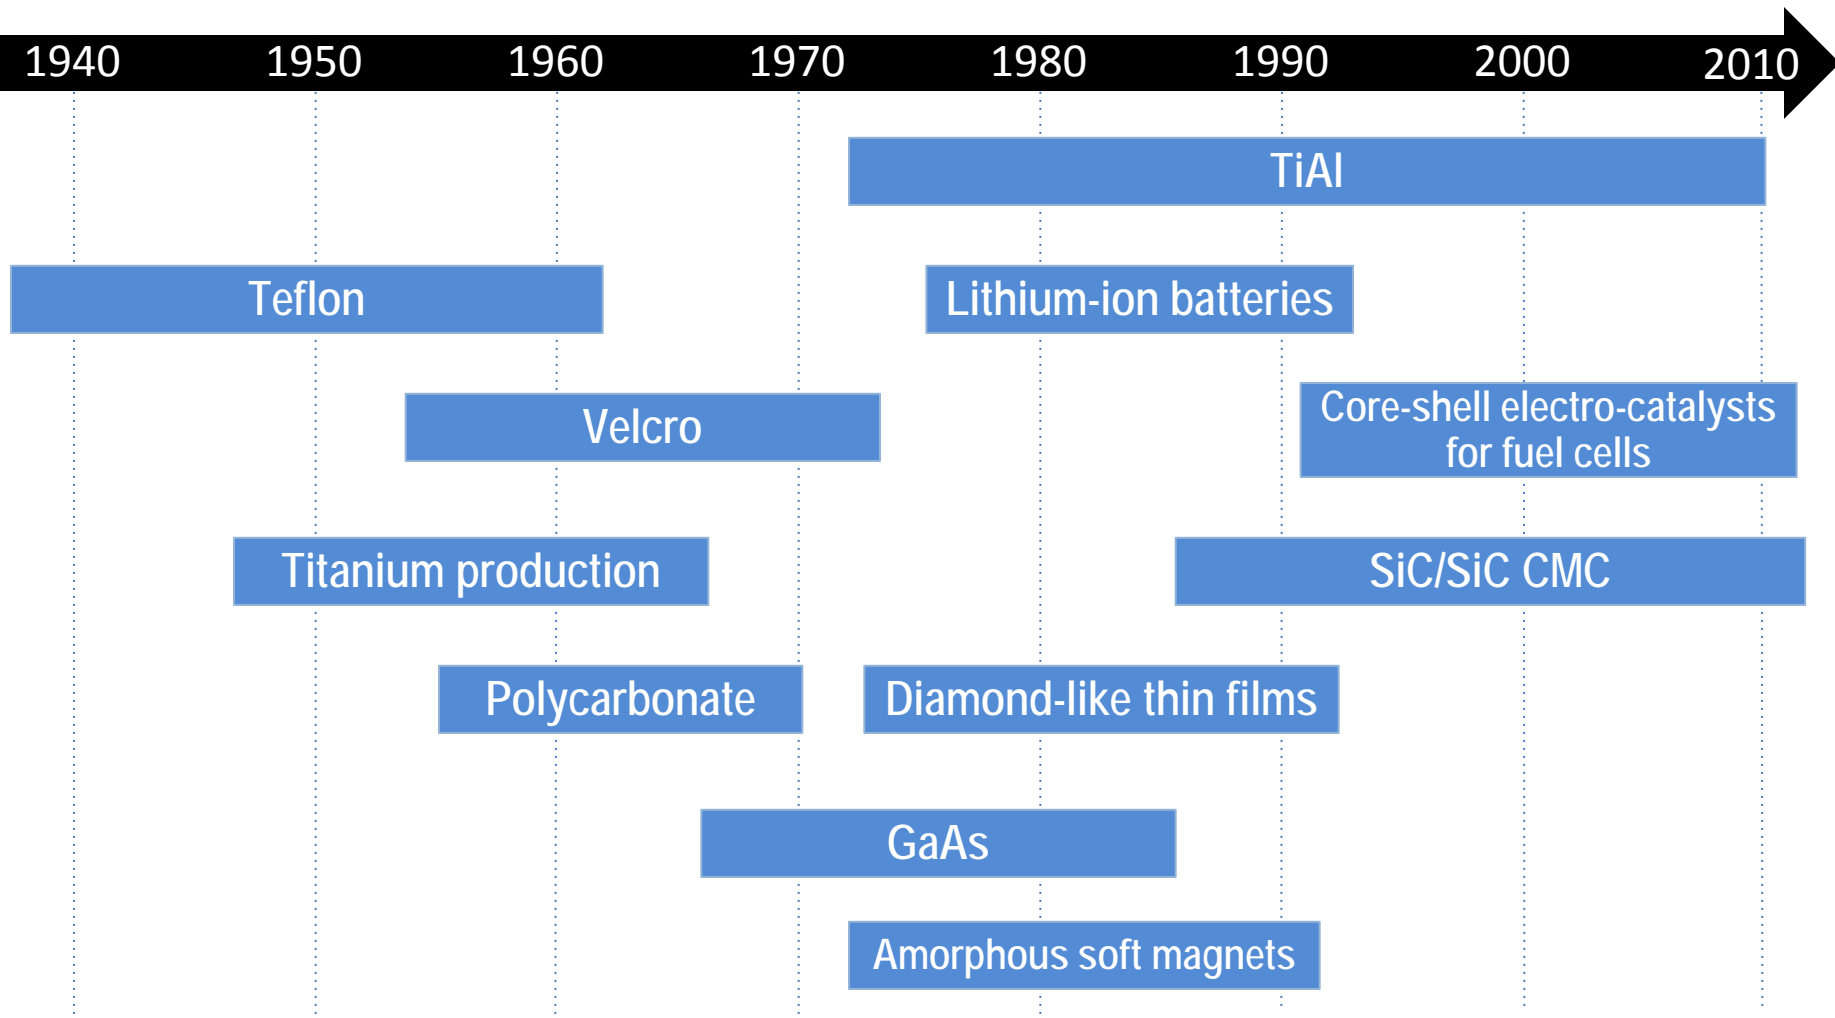 1940 1950 1960 1970 1980 1990 2000 2010
TiAl
Teflon
Lithium-ion batteries
Velcro
Core-shell electro-catalysts
for fuel cells
Titanium production
SiC/SiC CMC
Polycarbonate
Diamond-like thin films
GaAs
Amorphous soft magnets